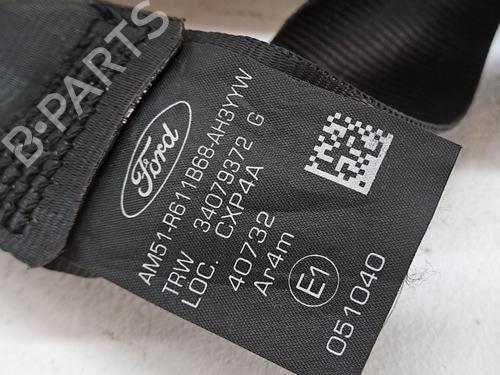 B-PARTS
Ford
AM51-R611B68-AH3YYW
TRW 34079372 G
LOC. CXP4A
40732
Ar4m
E1
051040